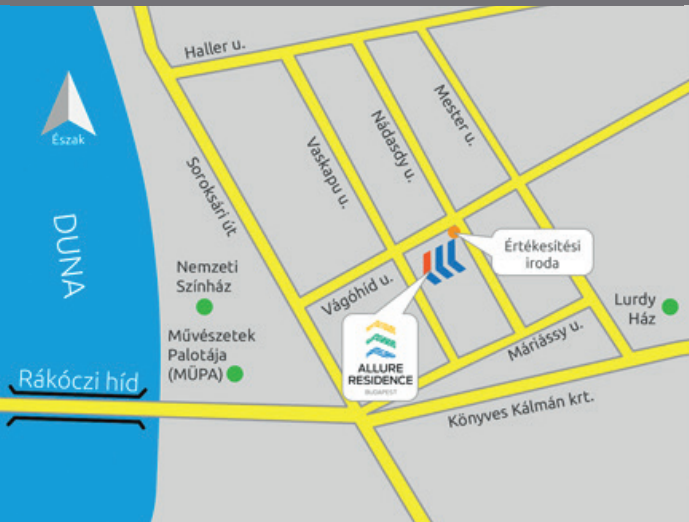 Haller u.
Észak
Mester u.
Nádasdy u.
Vaskapu u.
Soroksári út
DUNA
Értékesítési
iroda
Nemzeti
Színház
Vágóhíd u.
Lurdy
Ház
Művészetek
Palotája
(MÜPA)
Máriássy u.
ALLURE
RESIDENCE
BUDAPEST
Rákóczi híd
Könyves Kálmán krt.